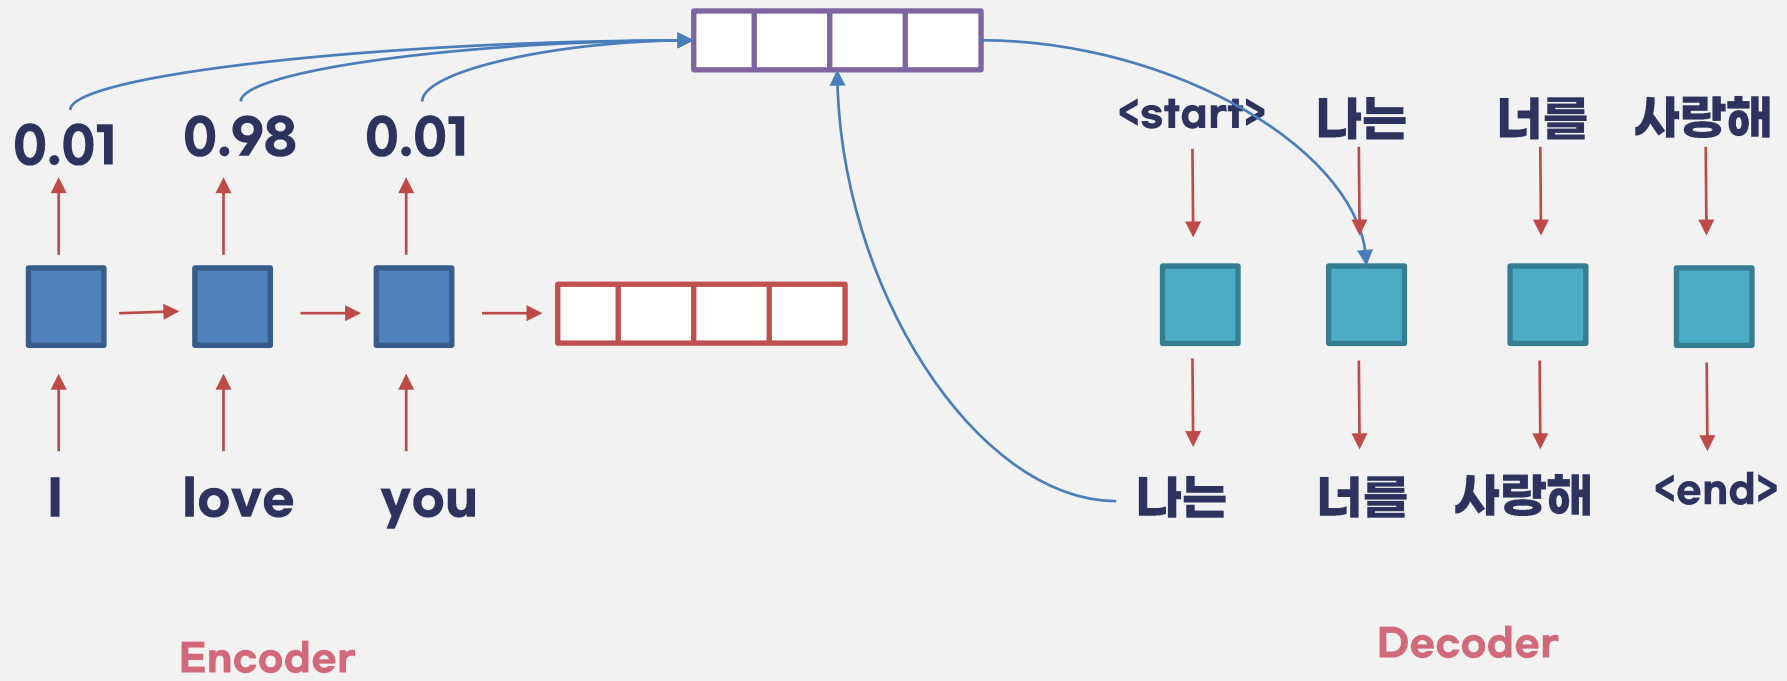 0.01 0.98 0.01
<start> 나는 너를 사랑해
I love you
나는 너를 사랑해 <end>
Encoder
Decoder